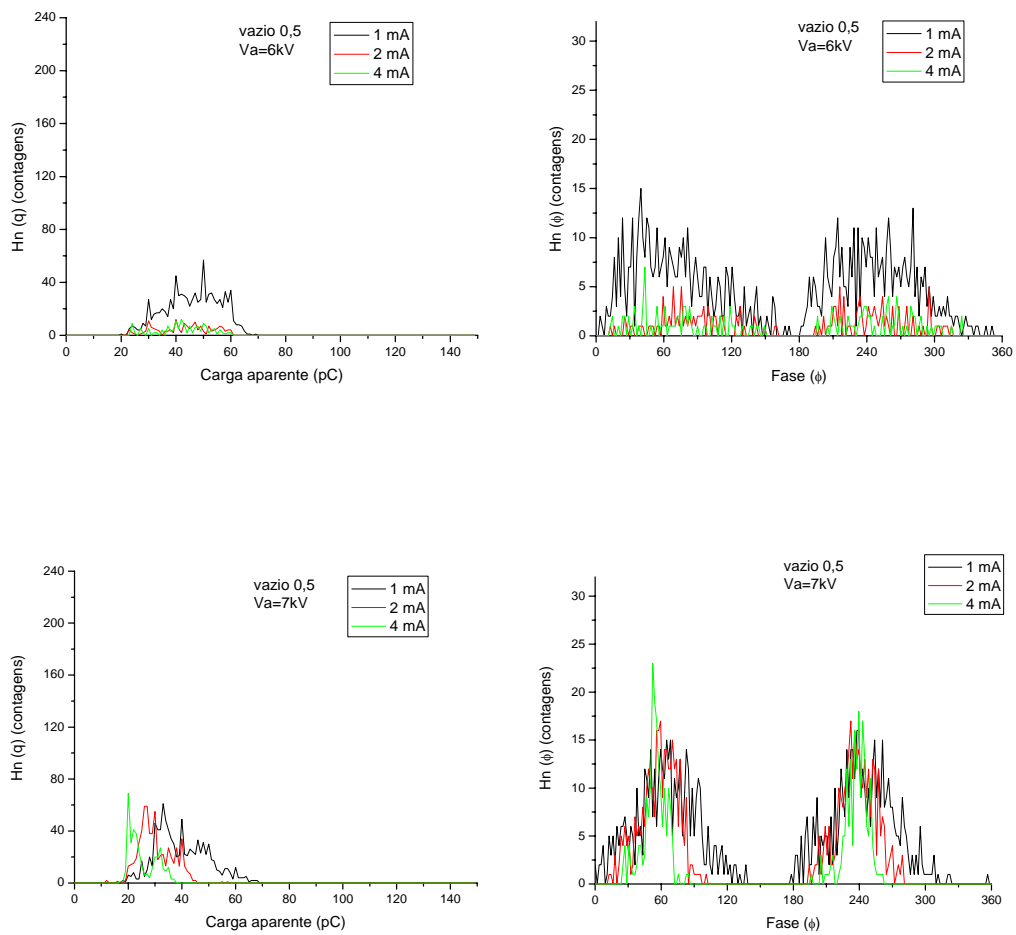 vazio 0,5
Va=6kV
1 mA
2 mA
4 mA
240
200
160
120
80
40
0
Hn (q) (contagens)
0 20 40 60 80 100 120 140
Carga aparente (pC)
vazio 0,5
Va=6kV
1 mA
2 mA
4 mA
30
25
20
15
10
5
0
Hn (ϕ) (contagens)
0 60 120 180 240 300 360
Fase (ϕ)
vazio 0,5
Va=7kV
1 mA
2 mA
4 mA
240
200
160
120
80
40
0
Hn (q) (contagens)
0 20 40 60 80 100 120 140
Carga aparente (pC)
vazio 0,5
Va=7kV
1 mA
2 mA
4 mA
30
25
20
15
10
5
0
Hn (ϕ) (contagens)
0 60 120 180 240 300 360
Fase (ϕ)